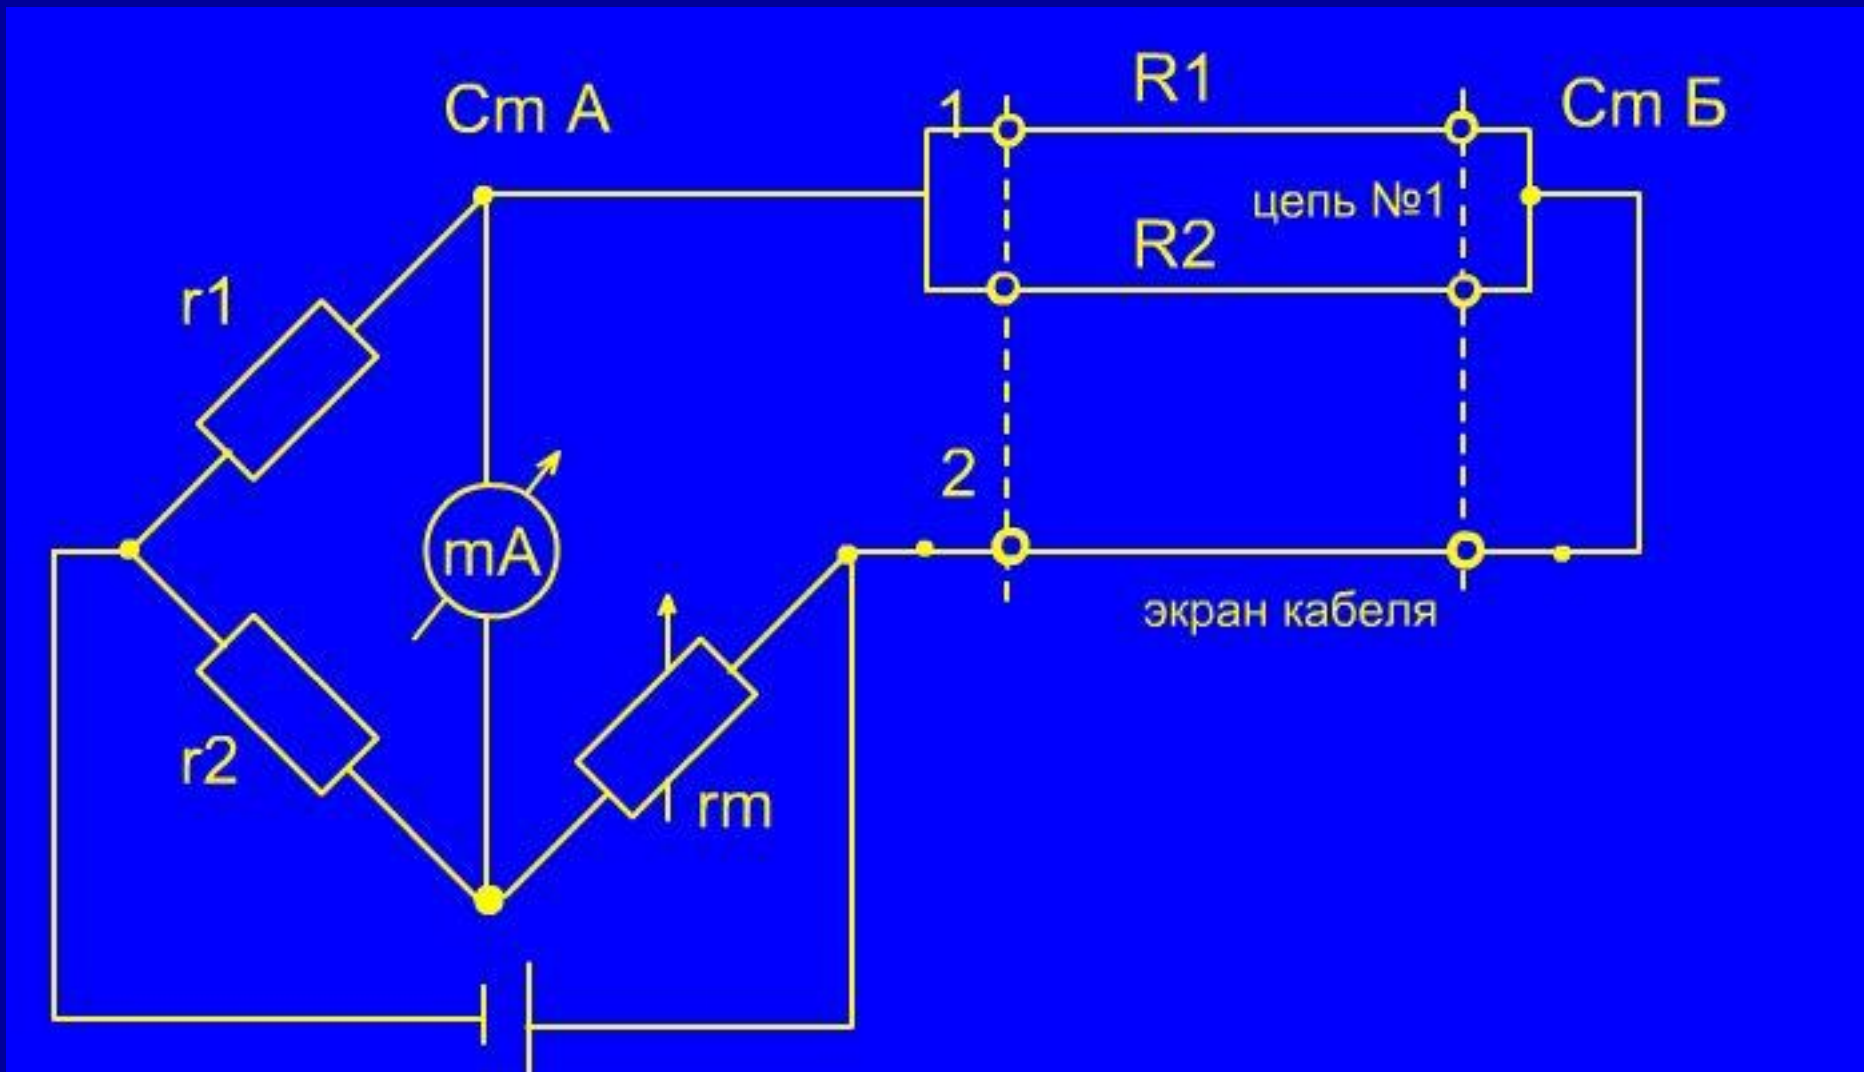 Ст А
1
R1
Ст Б
цепь №1
R2
r1
2
mA
экран кабеля
r2
rm